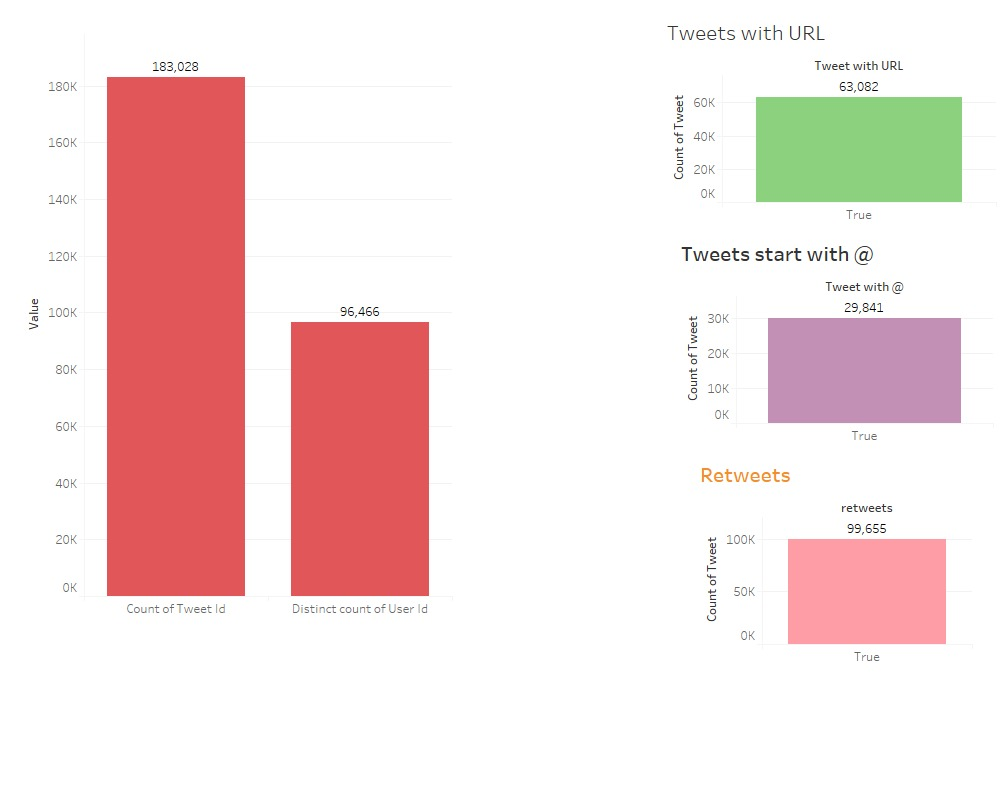 183,028
96,466
180K
160K
140K
120K
100K
80K
60K
40K
20K
0K
Value
Count of Tweet Id
Distinct count of User Id
Tweets with URL
Tweet with URL
63,082
60K
40K
20K
0K
Count of Tweet
True
Tweets start with @
Tweet with @
29,841
30K
20K
10K
0K
Count of Tweet
True
Retweets
retweets
99,655
100K
50K
0K
Count of Tweet
True